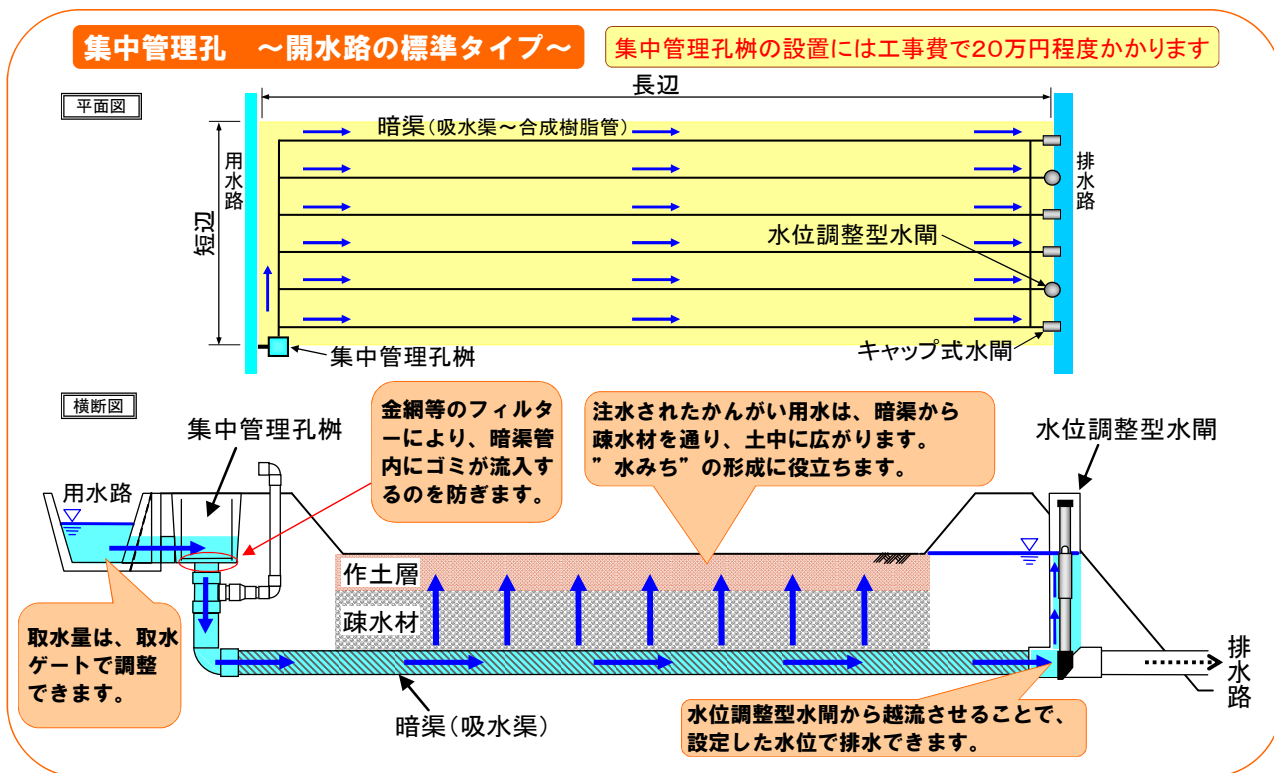 集中管理孔　～開水路の標準タイプ～
集中管理孔桝の設置には工事費で20万円程度かかります
平面図
長辺
暗渠(吸水渠～合成樹脂管)
用水路
排水路
短辺
水位調整型水閘
集中管理孔桝
キャップ式水閘
横断図
集中管理孔桝
金網等のフィルタ
ーにより、暗渠管
内にゴミが流入す
るのを防ぎます。
注水されたかんがい用水は、暗渠から
疎水材を通り、土中に広がります。
”水みち”の形成に役立ちます。
水位調整型水閘
用水路
作土層
疎水材
取水量は、取水
ゲートで調整
できます。
排水路
暗渠(吸水渠)
水位調整型水閘から越流させることで、
設定した水位で排水できます。